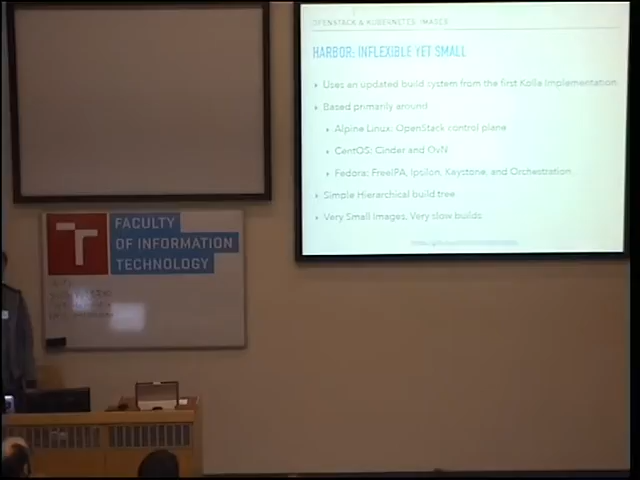 OPENSTACK & KUBERNETES: IMAGES
HARBOR: INFLEXIBLE YET SMALL
Uses an updated build system from the first Kolla Implementation
Based primarily around
Alpine Linux: OpenStack control plane
CentOS: Cinder and OVN
Fedora: FreeIPA, Ipsilon, Keystone, and Orchestration
Simple Hierarchical build tree
Very Small Images, Very slow builds
T
FACULTY
OF INFORMATION
TECHNOLOGY